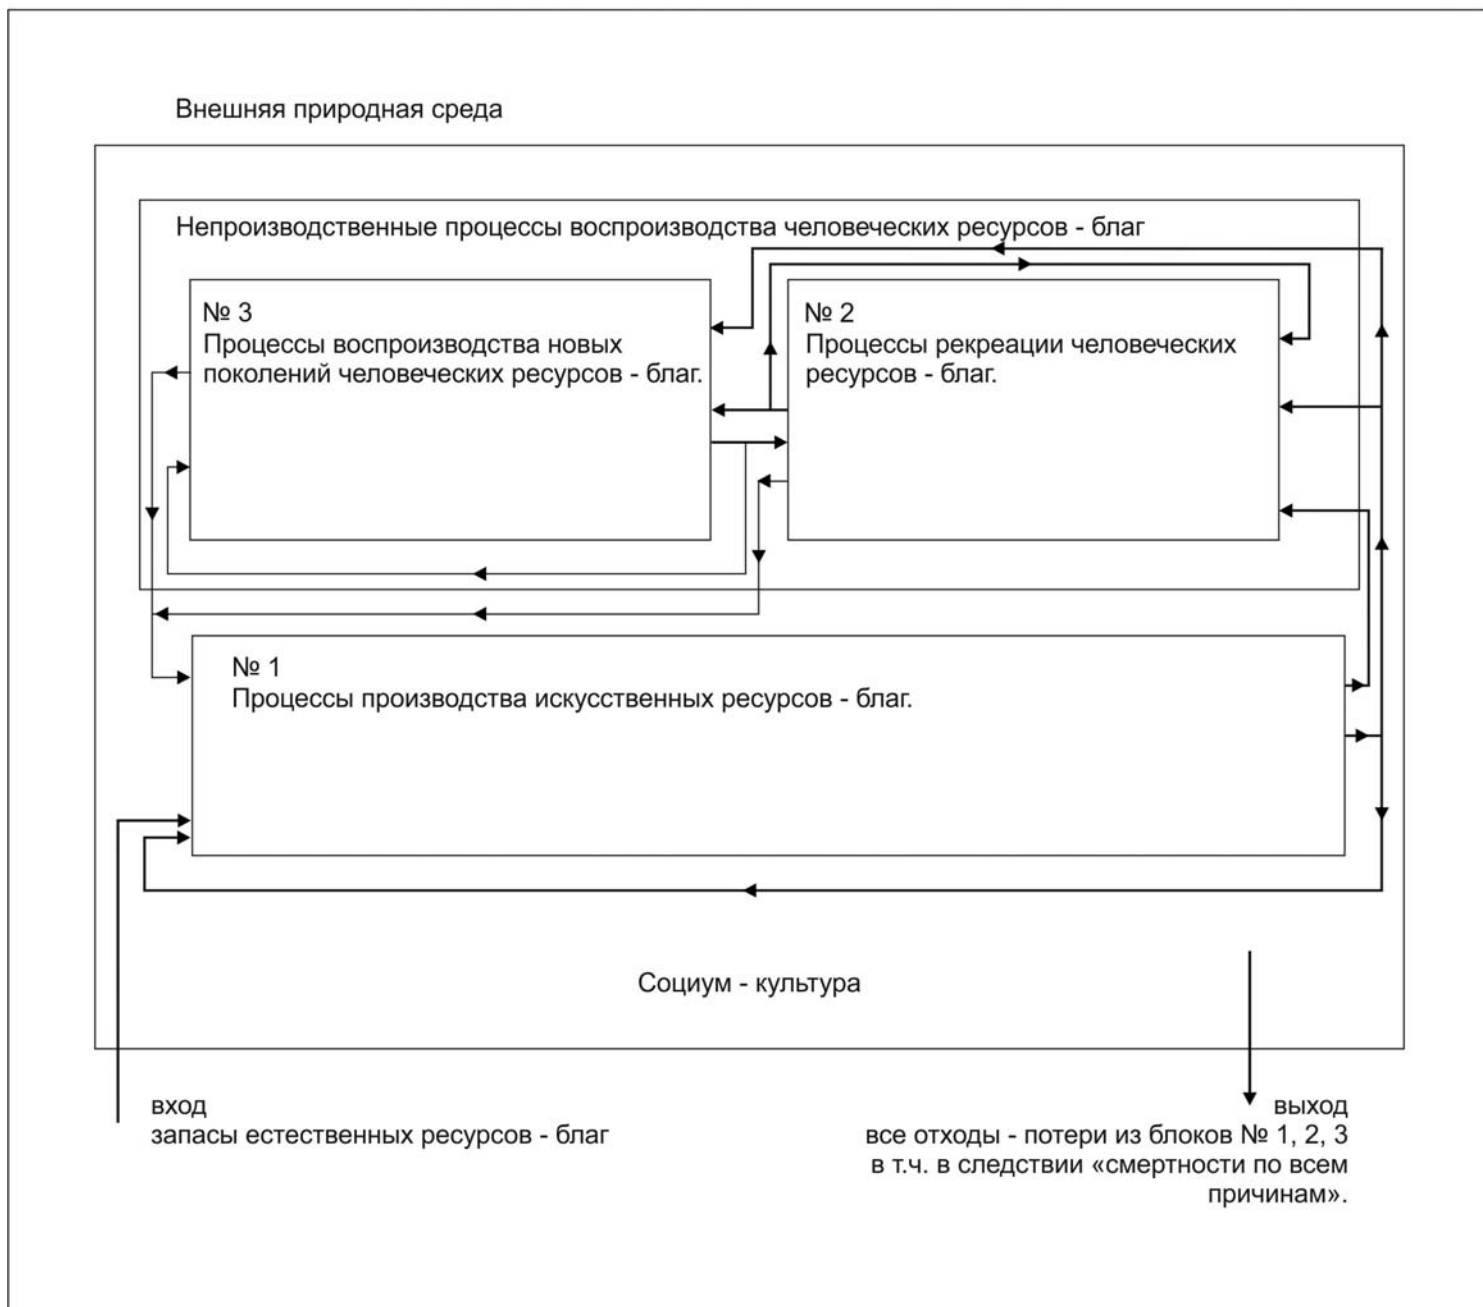 Внешняя природная среда
Непроизводственные процессы воспроизводства человеческих ресурсов - благ
№ 3
Процессы воспроизводства новых
поколений человеческих ресурсов - благ.
№ 2
Процессы рекреации человеческих
ресурсов - благ.
№ 1
Процессы производства искусственных ресурсов - благ.
Социум - культура
вход
запасы естественных ресурсов - благ
выход
все отходы - потери из блоков № 1, 2, 3
в т.ч. в следствии «смертности по всем
причинам».